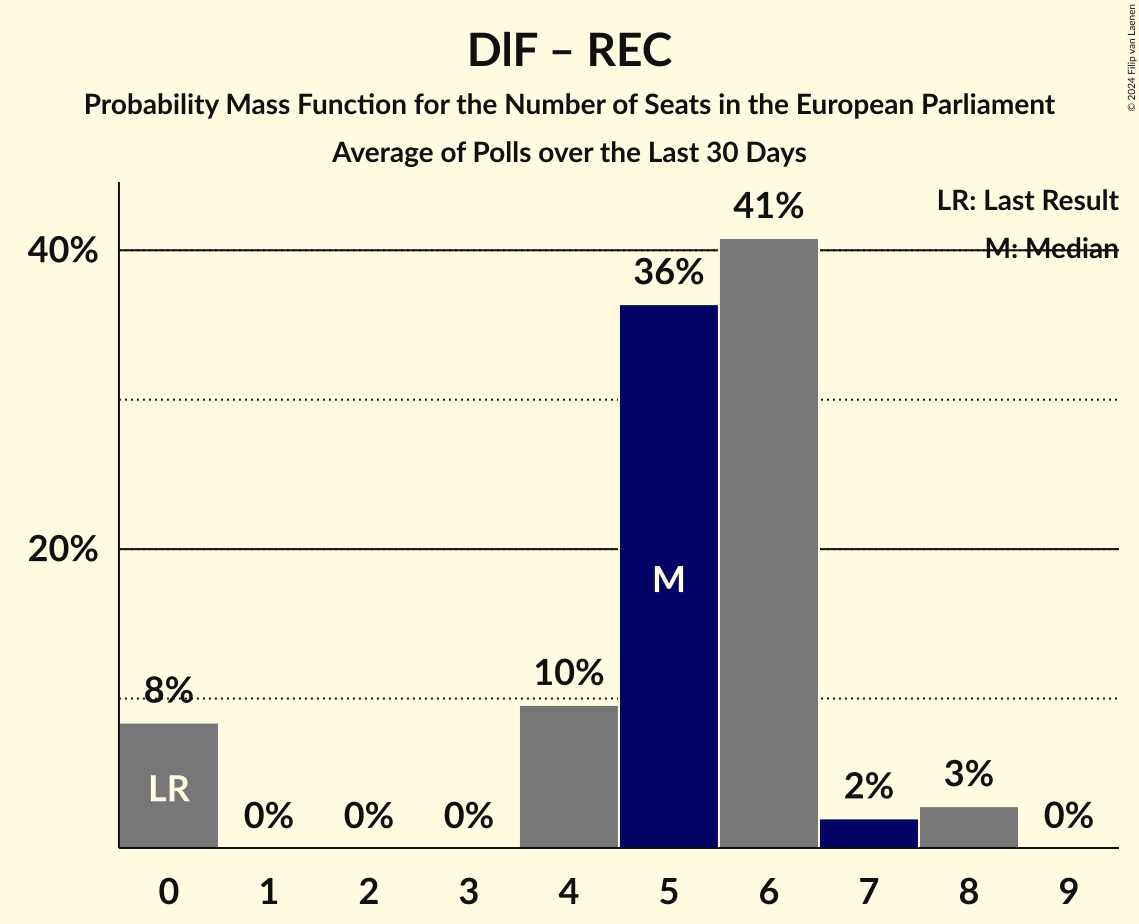 DIF – REC
Probability Mass Function for the Number of Seats in the European Parliament
Average of Polls over the Last 30 Days
© 2024 Filip van Laenen
LR: Last Result
M: Median
40%
20%
8%
0%
0%
0%
10%
36%
41%
2%
3%
0%
LR
M
0 1 2 3 4 5 6 7 8 9